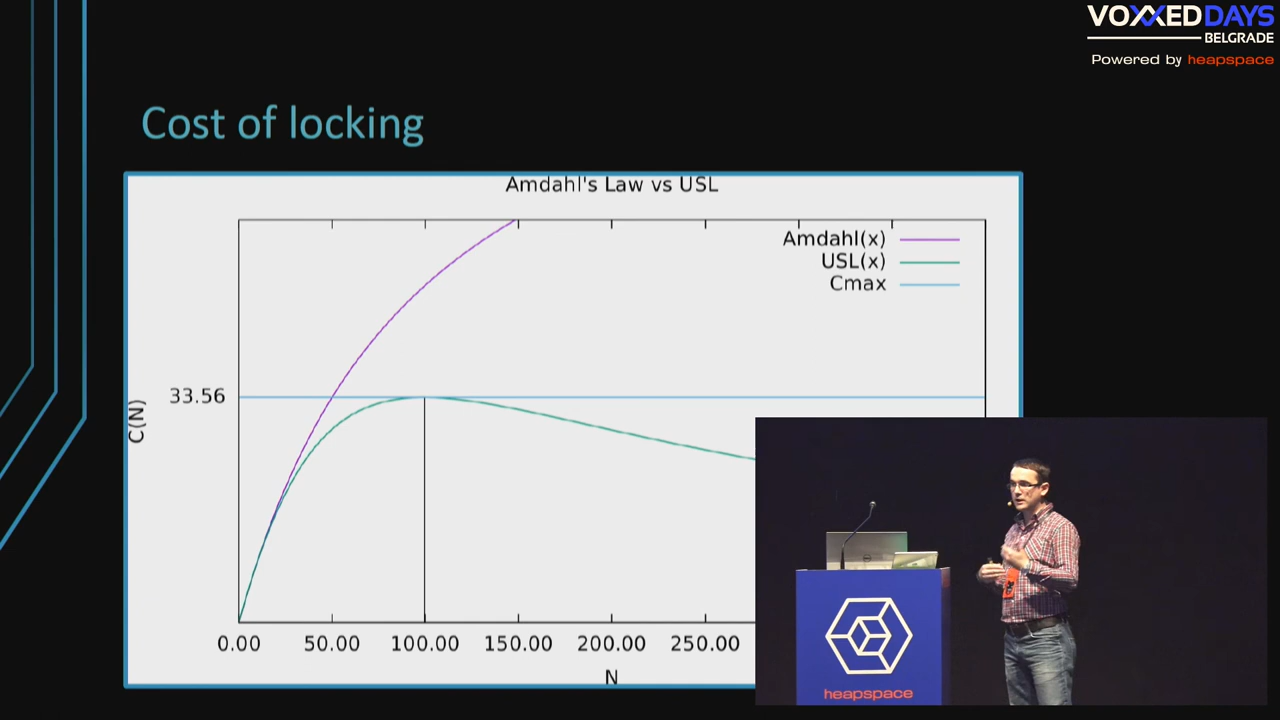 VOXXED DAYS
BELGRADE
Powered by heapspace
Cost of locking
Amdahl's Law vs USL
Amdahl(x)
USL(x)
Cmax
33.56
C(N)
0.00 50.00 100.00 150.00 200.00 250.00
N
heapspace